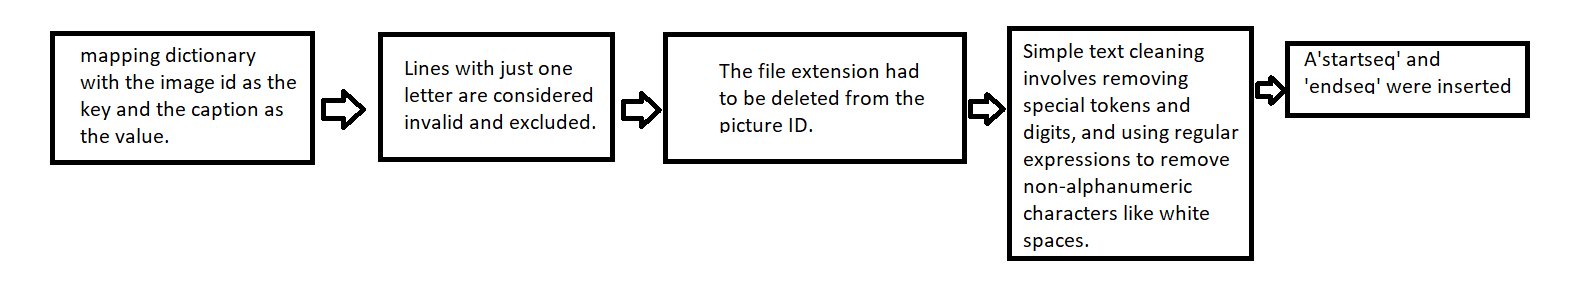 mapping dictionary
with the image id as the
key and the caption as
the value.
Lines with just one
letter are considered
invalid and excluded.
The file extension had
to be deleted from the
picture ID.
Simple text cleaning
involves removing
special tokens and
digits, and using regular
expressions to remove
non-alphanumeric
characters like white
spaces.
A'startseq' and
'endseq' were inserted